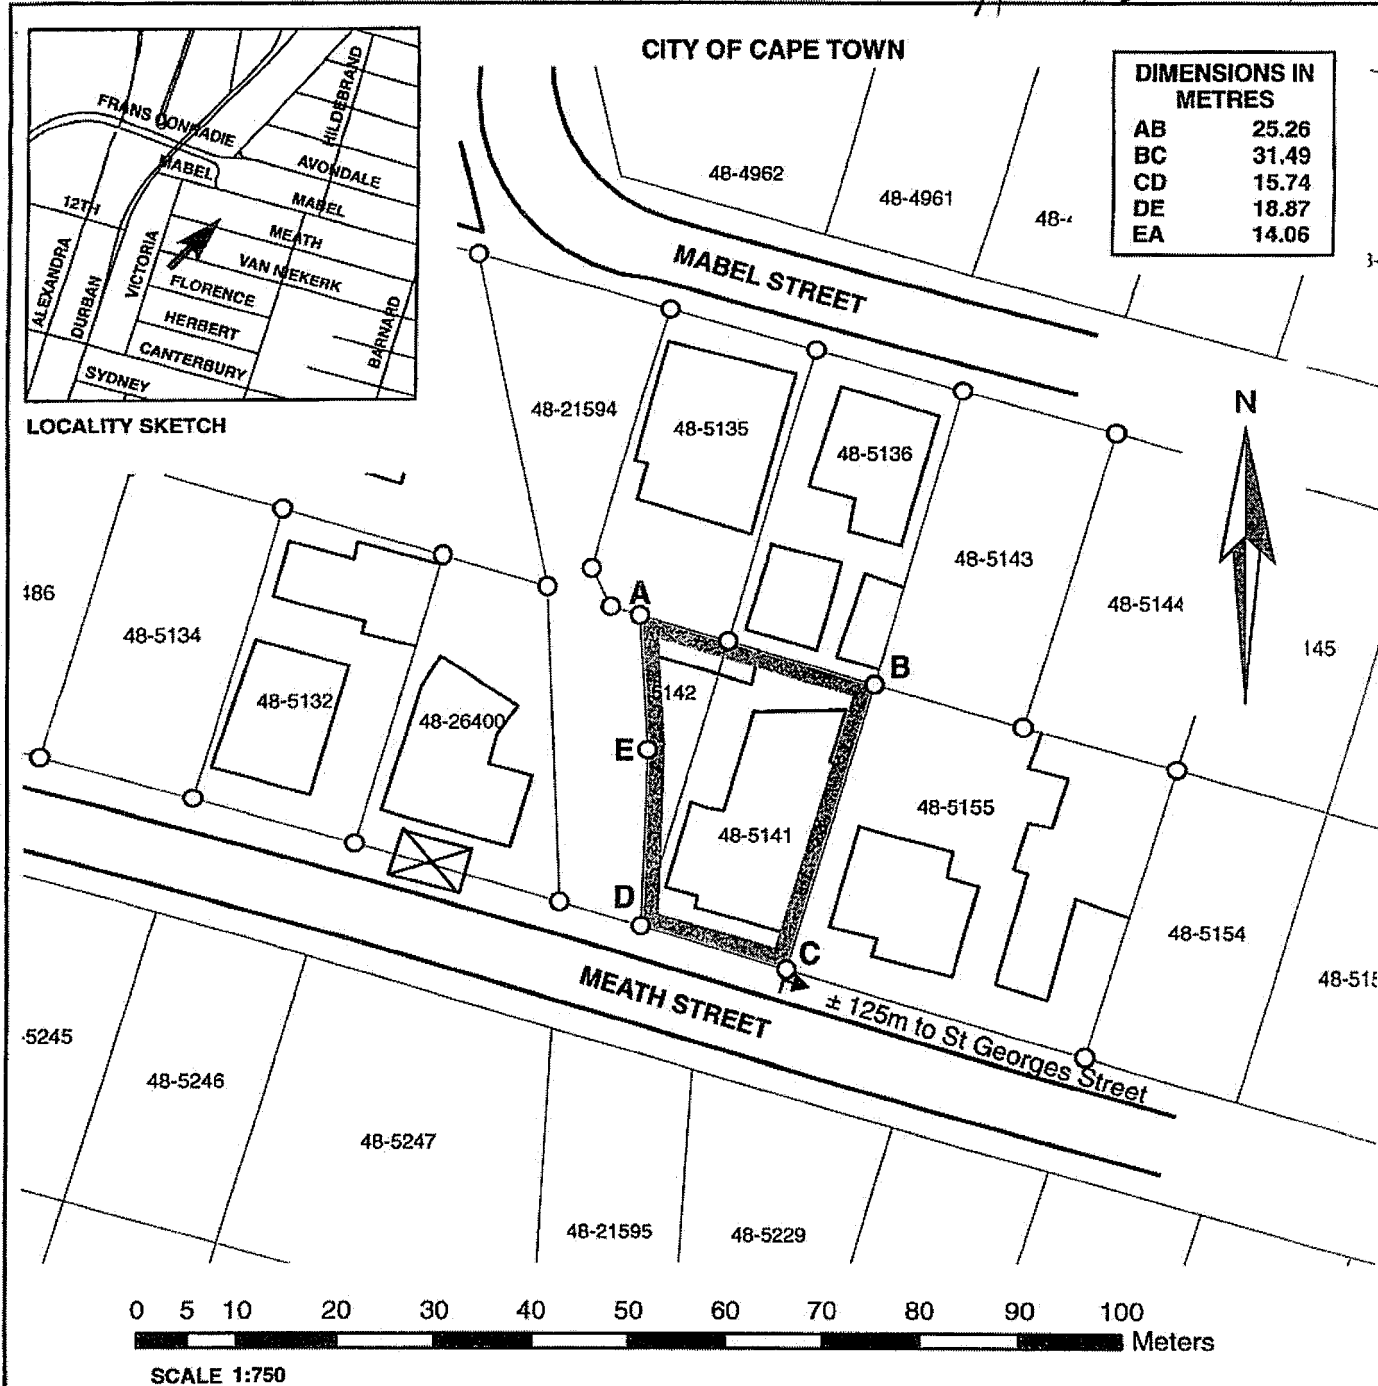 CITY OF CAPE TOWN
DIMENSIONS IN
METRES
AB 25.26
BC 31.49
CD 15.74
DE 18.87
EA 14.06
FRANS CONRADIE
HILDEBRAND
MABEL
AVONDALE
MABEL
12TH
MEATH
VAN NIEKERK
ALEXANDRA
DURBAN
VICTORIA
FLORENCE
HERBERT
CANTERBURY
BARNARD
SYDNEY
LOCALITY SKETCH
48-4962
48-4961
48-
MABEL STREET
48-21594
48-5135
48-5136
N
48-5143
48-5144
145
486
48-5134
A
B
5142
48-5132
48-26400
E
48-5141
48-5155
D
C
48-5154
48-515
MEATH STREET
± 125m to St Georges Street
-5245
48-5246
48-5247
48-21595
48-5229
0 5 10 20 30 40 50 60 70 80 90 100
Meters
SCALE 1:750